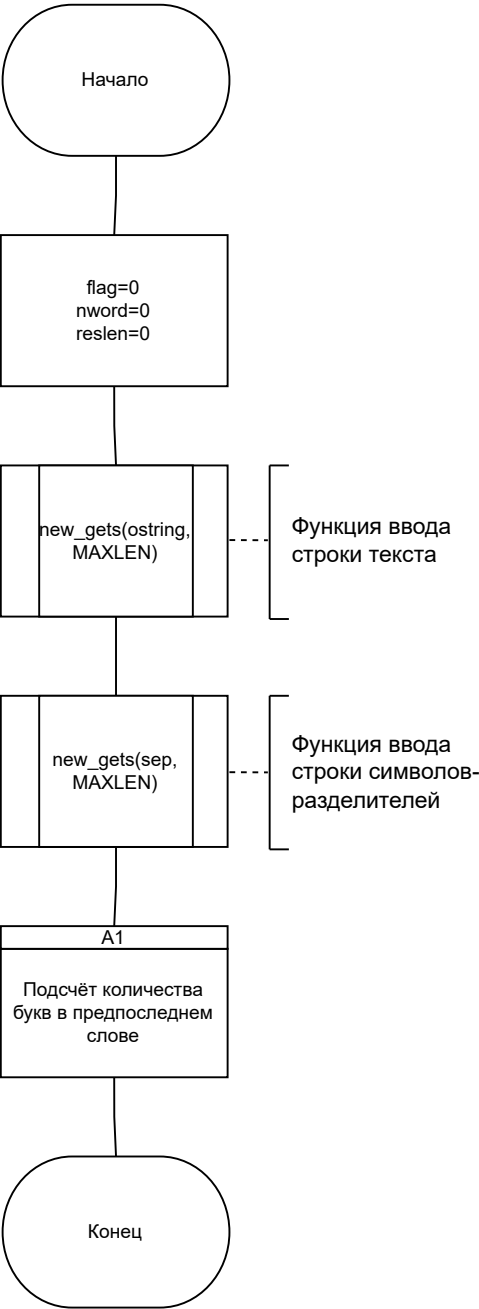 Начало
flag=0
nword=0
reslen=0
new_gets(ostring,
MAXLEN)
Функция ввода
строки текста
new_gets(sep,
MAXLEN)
Функция ввода
строки символов-
разделителей
А1
Подсчёт количества
букв в предпоследнем
слове
Конец